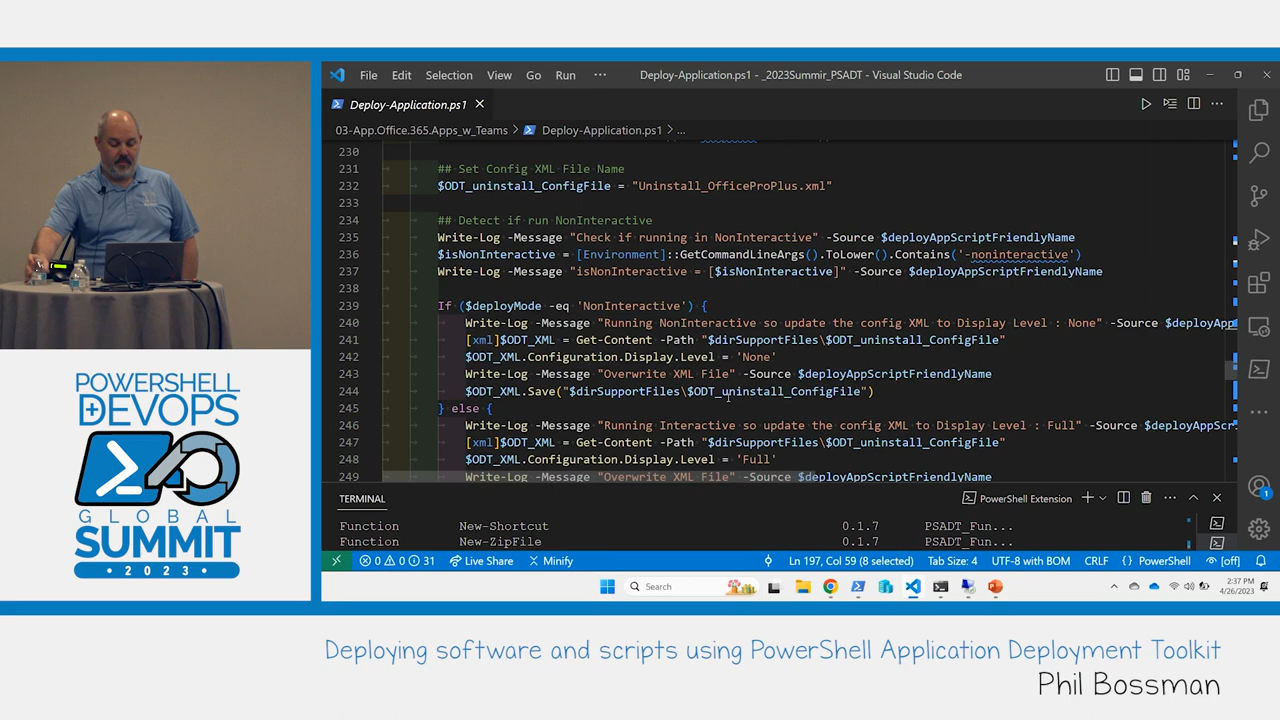 File Edit Selection View Go Run ··· Deploy-Application.ps1 - _2023Summir_PSADT - Visual Studio Code
Deploy-Application.ps1
03-App.Office.365.Apps_w_Teams > Deploy-Application.ps1 > ...
230
231 ## Set Config XML File Name
232 $ODT_uninstall_ConfigFile = "Uninstall_OfficeProPlus.xml"
233
234 ## Detect if run NonInteractive
235 Write-Log -Message "Check if running in NonInteractive" -Source $deployAppScriptFriendlyName
236 $isNonInteractive = [Environment]::GetCommandLineArgs().ToLower().Contains('-noninteractive')
237 Write-Log -Message "isNonInteractive = [$isNonInteractive]" -Source $deployAppScriptFriendlyName
238
239 If ($deployMode -eq 'NonInteractive') {
240 Write-Log -Message "Running NonInteractive so update the config XML to Display Level : None" -Source $deployApp
241 [xml]$ODT_XML = Get-Content -Path "$dirSupportFiles\$ODT_uninstall_ConfigFile"
242 $ODT_XML.Configuration.Display.Level = 'None'
243 Write-Log -Message "Overwrite XML File" -Source $deployAppScriptFriendlyName
244 $ODT_XML.Save("$dirSupportFiles\$ODT_uninstall_ConfigFile")
245 } else {
246 Write-Log -Message "Running Interactive so update the config XML to Display Level : Full" -Source $deployAppScr
247 [xml]$ODT_XML = Get-Content -Path "$dirSupportFiles\$ODT_uninstall_ConfigFile"
248 $ODT_XML.Configuration.Display.Level = 'Full'
249 Write-Log -Message "Overwrite XML File" -Source $deployAppScriptFriendlyName
TERMINAL PowerShell Extension
Function New-Shortcut 0.1.7 PSADT_Fun...
Function New-ZipFile 0.1.7 PSADT_Fun...
0 0 31 Live Share Minify Ln 197, Col 59 (8 selected) Tab Size: 4 UTF-8 with BOM CRLF {} PowerShell [off]
1
Search
2:37 PM
4/26/2023
POWERSHELL
+DEVOPS
GLOBAL
SUMMIT
• 2023 •
Deploying software and scripts using PowerShell Application Deployment Toolkit
Phil Bossman